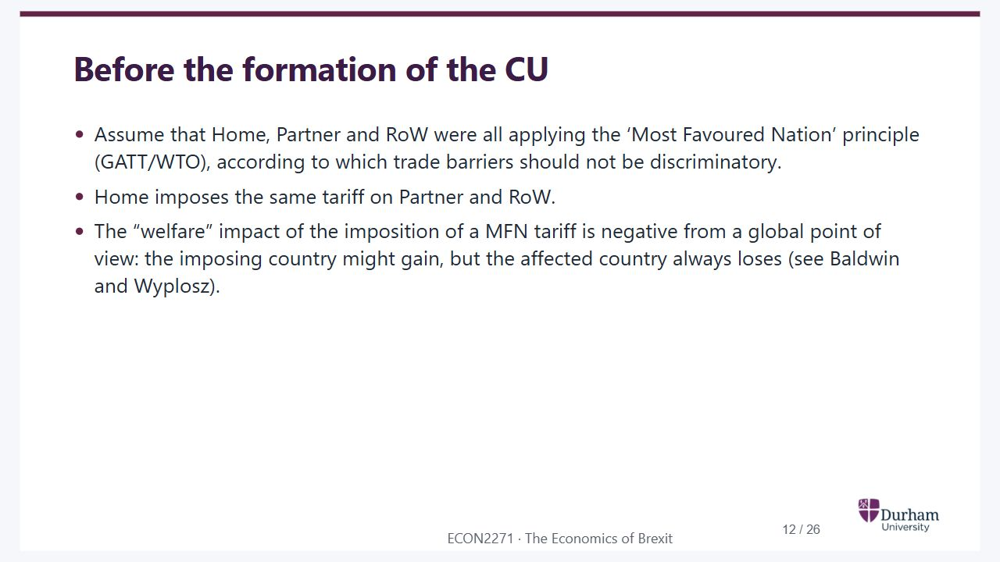 Before the formation of the CU
• Assume that Home, Partner and RoW were all applying the ‘Most Favoured Nation’ principle
(GATT/WTO), according to which trade barriers should not be discriminatory.
• Home imposes the same tariff on Partner and RoW.
• The “welfare” impact of the imposition of a MFN tariff is negative from a global point of
view: the imposing country might gain, but the affected country always loses (see Baldwin
and Wyplosz).
ECON2271 · The Economics of Brexit
12 / 26
Durham
University